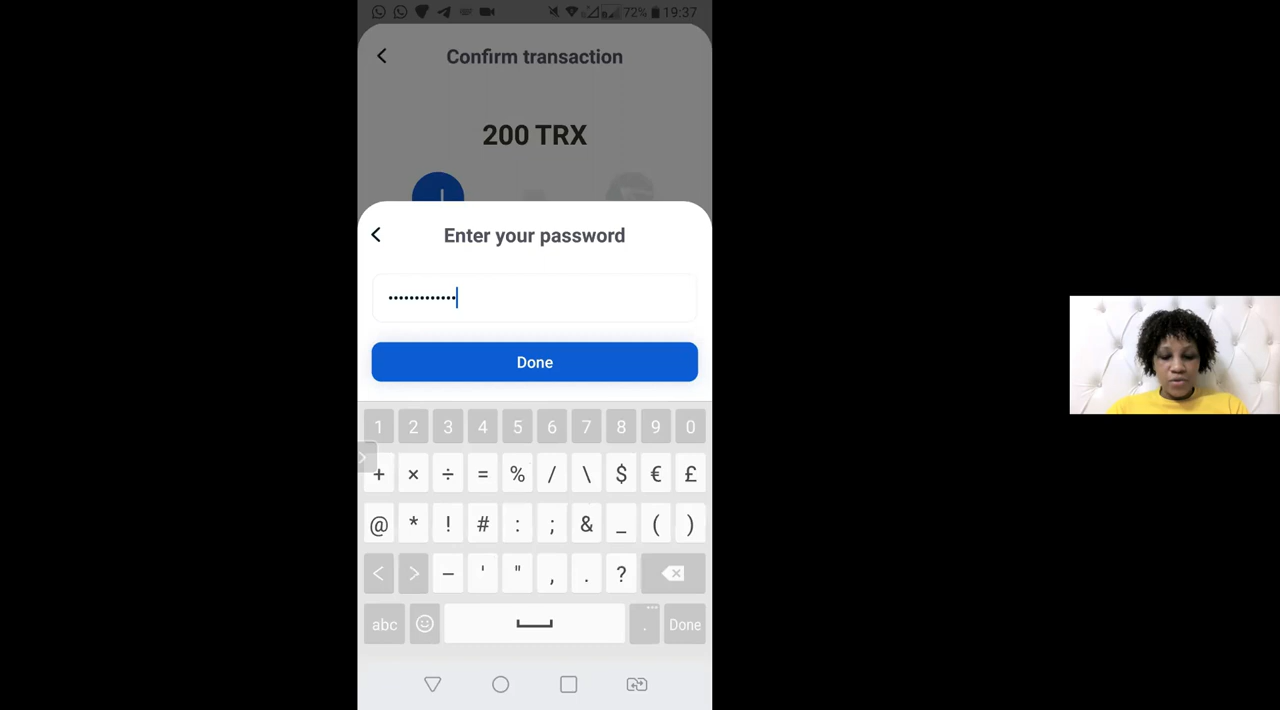 72% 19:37
Confirm transaction
200 TRX
Enter your password
•••••••••••••
Done
1 2 3 4 5 6 7 8 9 0
+ × ÷ = % / \ $ € £
@ * ! # : ; & _ ( )
< > – ' " , . ?
abc . Done